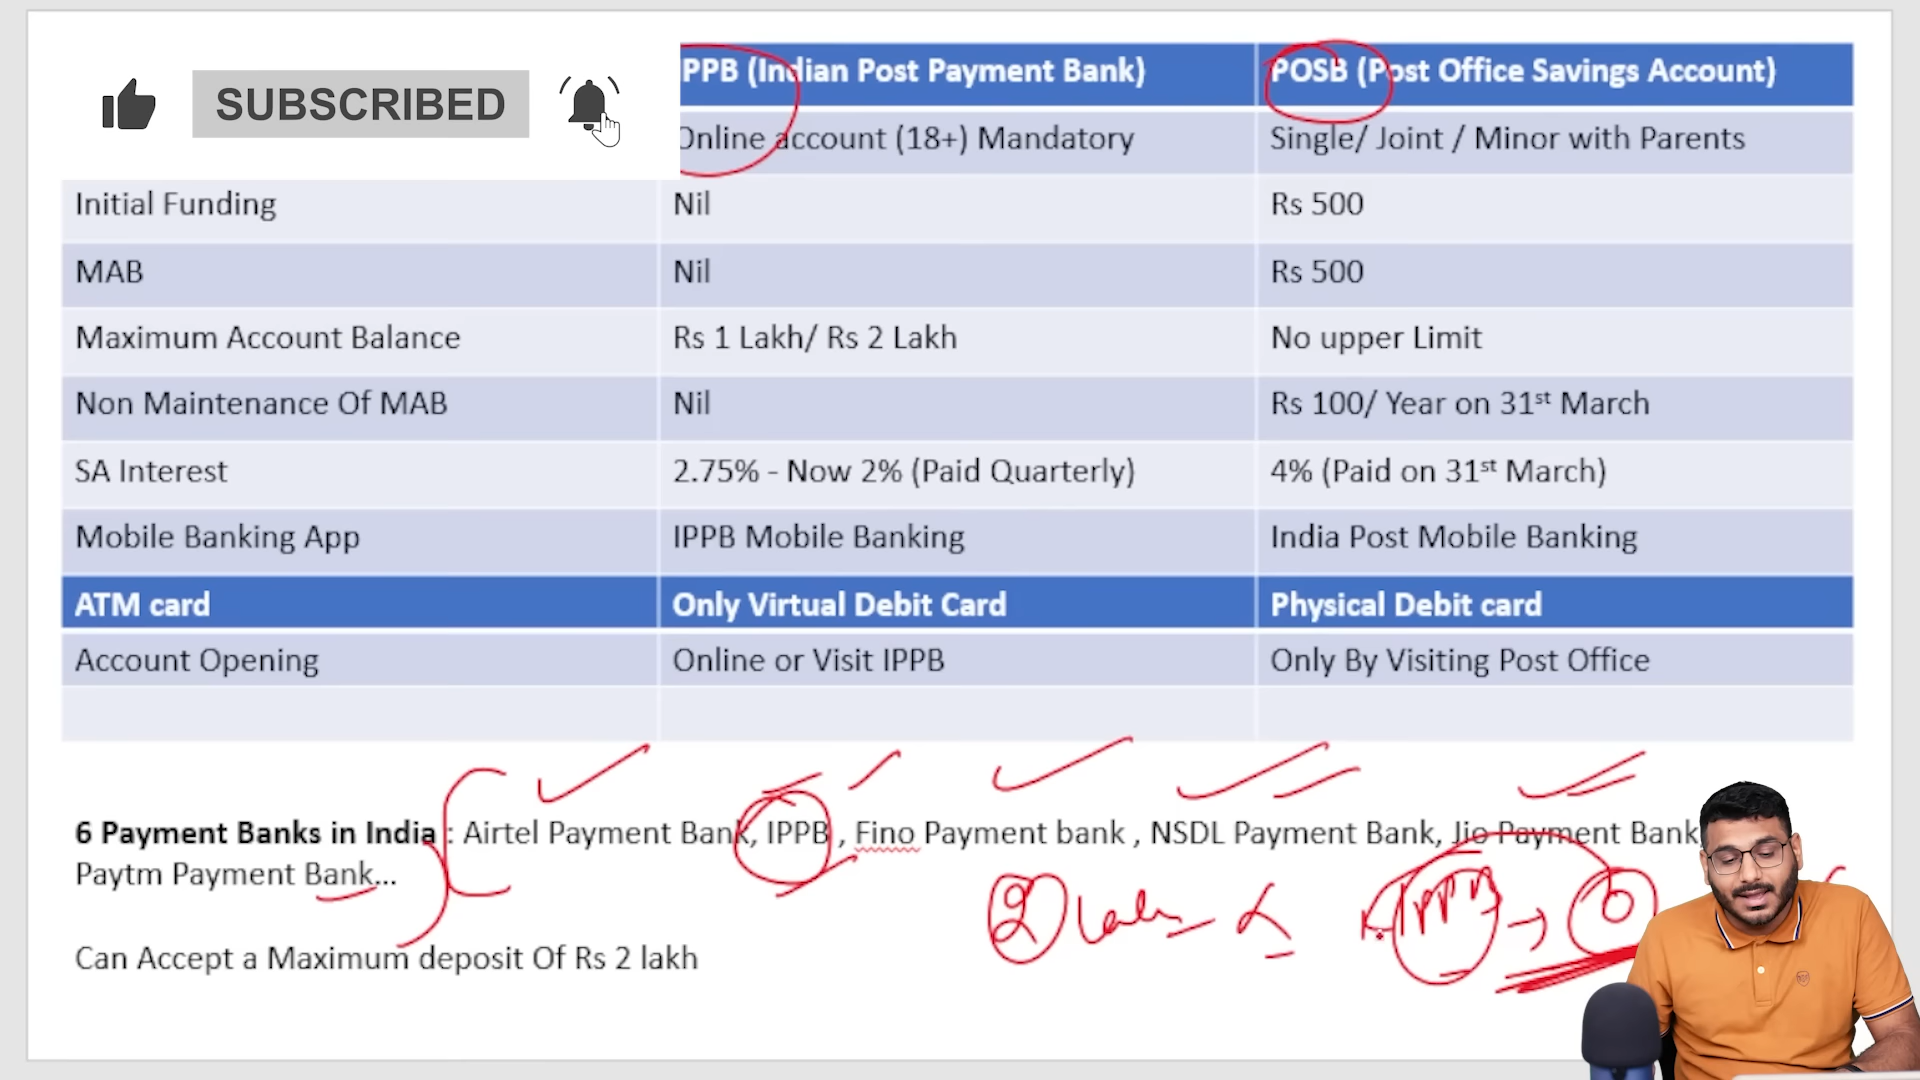 SUBSCRIBED
PPB (Indian Post Payment Bank) POSB (Post Office Savings Account)
Online account (18+) Mandatory Single/ Joint / Minor with Parents
Initial Funding Nil Rs 500
MAB Nil Rs 500
Maximum Account Balance Rs 1 Lakh/ Rs 2 Lakh No upper Limit
Non Maintenance Of MAB Nil Rs 100/ Year on 31st March
SA Interest 2.75% - Now 2% (Paid Quarterly) 4% (Paid on 31st March)
Mobile Banking App IPPB Mobile Banking India Post Mobile Banking
ATM card Only Virtual Debit Card Physical Debit card
Account Opening Online or Visit IPPB Only By Visiting Post Office
6 Payment Banks in India : Airtel Payment Bank, IPPB , Fino Payment bank , NSDL Payment Bank, Jio Payment Bank
Paytm Payment Bank...
2 lakhs IPPB
Can Accept a Maximum deposit Of Rs 2 lakh